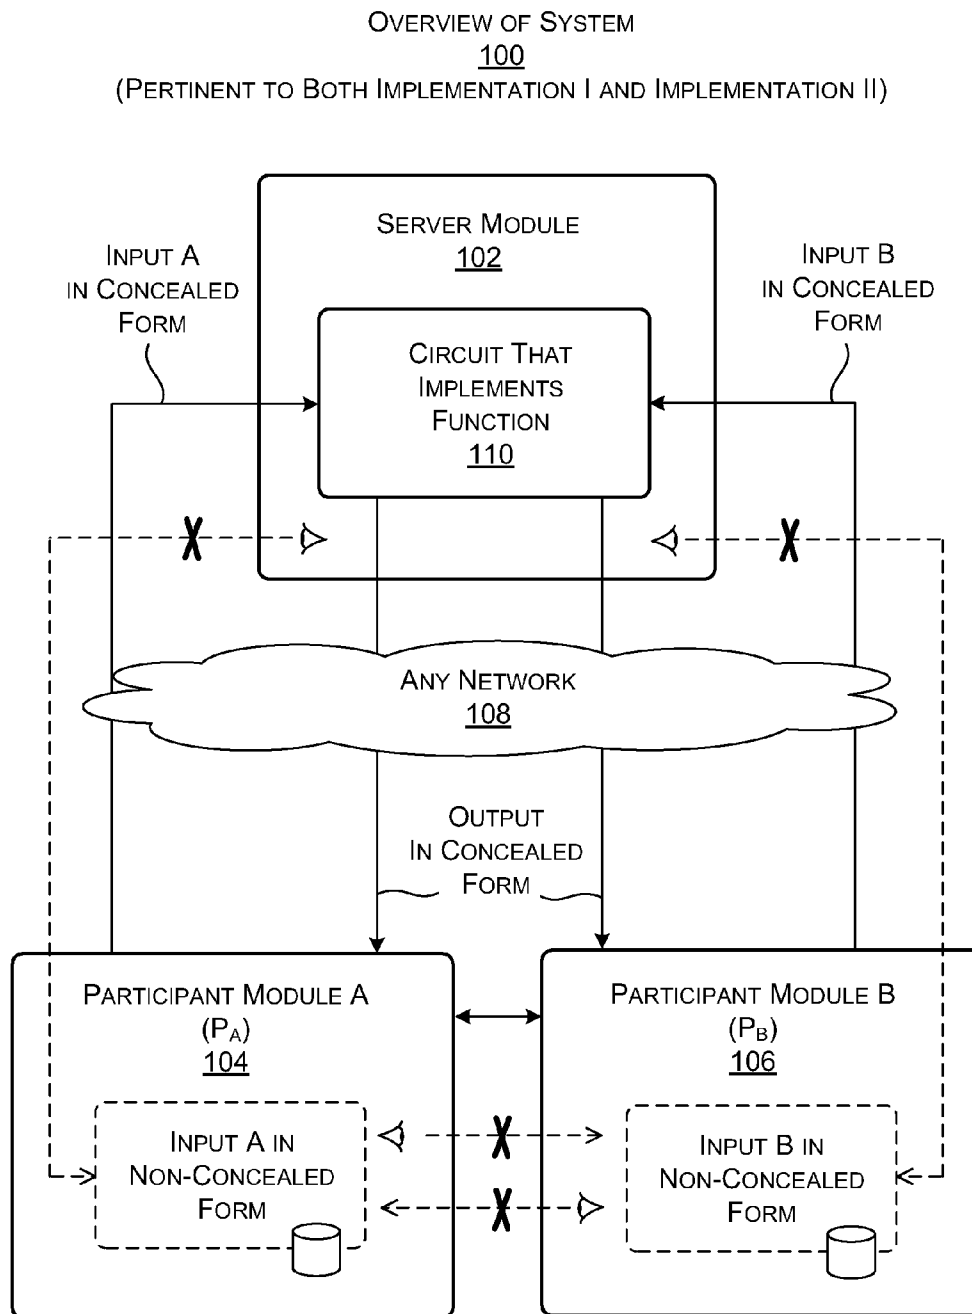 OVERVIEW OF SYSTEM
100
(PERTINENT TO BOTH IMPLEMENTATION I AND IMPLEMENTATION II)
SERVER MODULE
102
INPUT A
IN CONCEALED
FORM
INPUT B
IN CONCEALED
FORM
CIRCUIT THAT
IMPLEMENTS
FUNCTION
110
X
X
ANY NETWORK
108
OUTPUT
IN CONCEALED
FORM
PARTICIPANT MODULE A
(PA)
104
PARTICIPANT MODULE B
(PB)
106
INPUT A IN
NON-CONCEALED
FORM
X
X
INPUT B IN
NON-CONCEALED
FORM